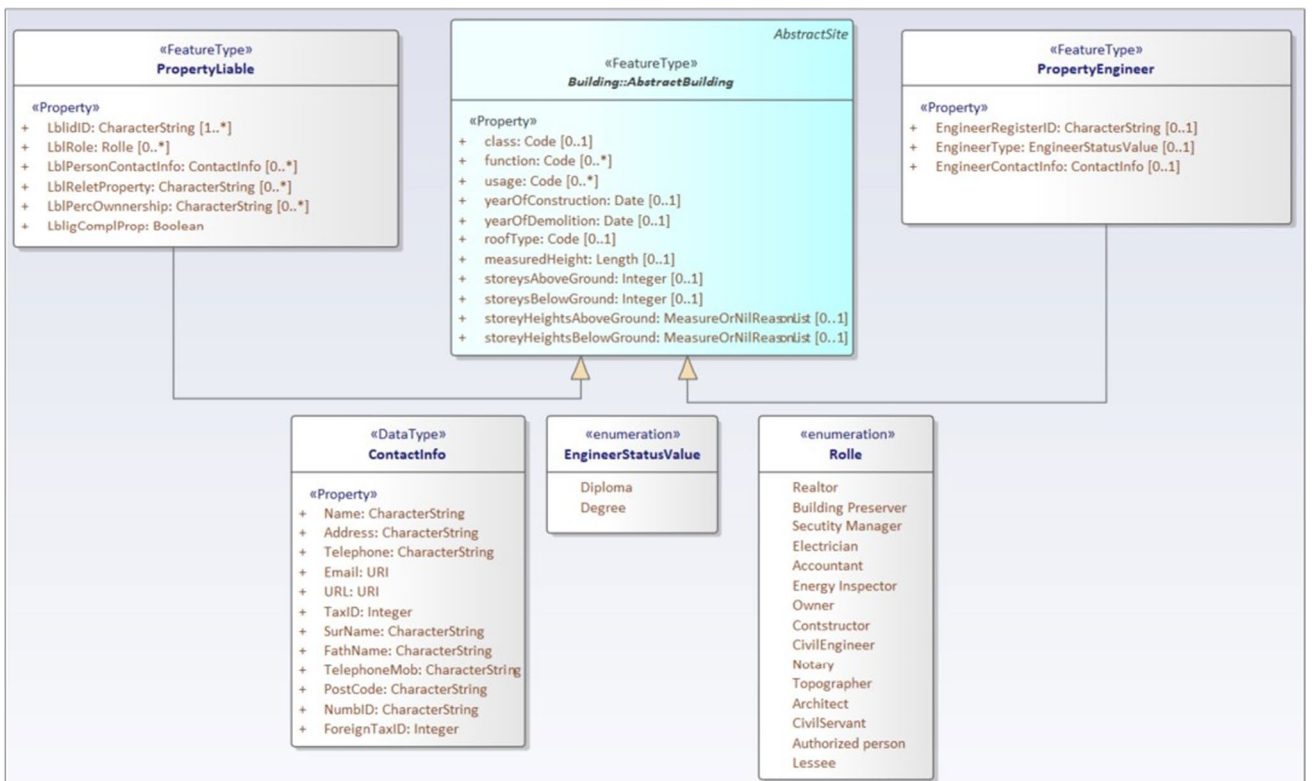 «FeatureType»
PropertyLiable
«Property»
+ LblidID: CharacterString [1..*]
+ LblRole: Rolle [0..*]
+ LblPersonContactInfo: ContactInfo [0..*]
+ LblReletProperty: CharacterString [0..*]
+ LblPercOwnnership: CharacterString [0..*]
+ LbligComplProp: Boolean
AbstractSite
«FeatureType»
Building::AbstractBuilding
«Property»
+ class: Code [0..1]
+ function: Code [0..*]
+ usage: Code [0..*]
+ yearOfConstruction: Date [0..1]
+ yearOfDemolition: Date [0..1]
+ roofType: Code [0..1]
+ measuredHeight: Length [0..1]
+ storeysAboveGround: Integer [0..1]
+ storeysBelowGround: Integer [0..1]
+ storeyHeightsAboveGround: MeasureOrNilReasonList [0..1]
+ storeyHeightsBelowGround: MeasureOrNilReasonList [0..1]
«FeatureType»
PropertyEngineer
«Property»
+ EngineerRegisterID: CharacterString [0..1]
+ EngineerType: EngineerStatusValue [0..1]
+ EngineerContactInfo: ContactInfo [0..1]
«DataType»
ContactInfo
«Property»
+ Name: CharacterString
+ Address: CharacterString
+ Telephone: CharacterString
+ Email: URI
+ URL: URI
+ TaxID: Integer
+ SurName: CharacterString
+ FathName: CharacterString
+ TelephoneMob: CharacterString
+ PostCode: CharacterString
+ NumbID: CharacterString
+ ForeignTaxID: Integer
«enumeration»
EngineerStatusValue
Diploma
Degree
«enumeration»
Rolle
Realtor
Building Preserver
Secutity Manager
Electrician
Accountant
Energy Inspector
Owner
Contstructor
CivilEngineer
Notary
Topographer
Architect
CivilServant
Authorized person
Lessee